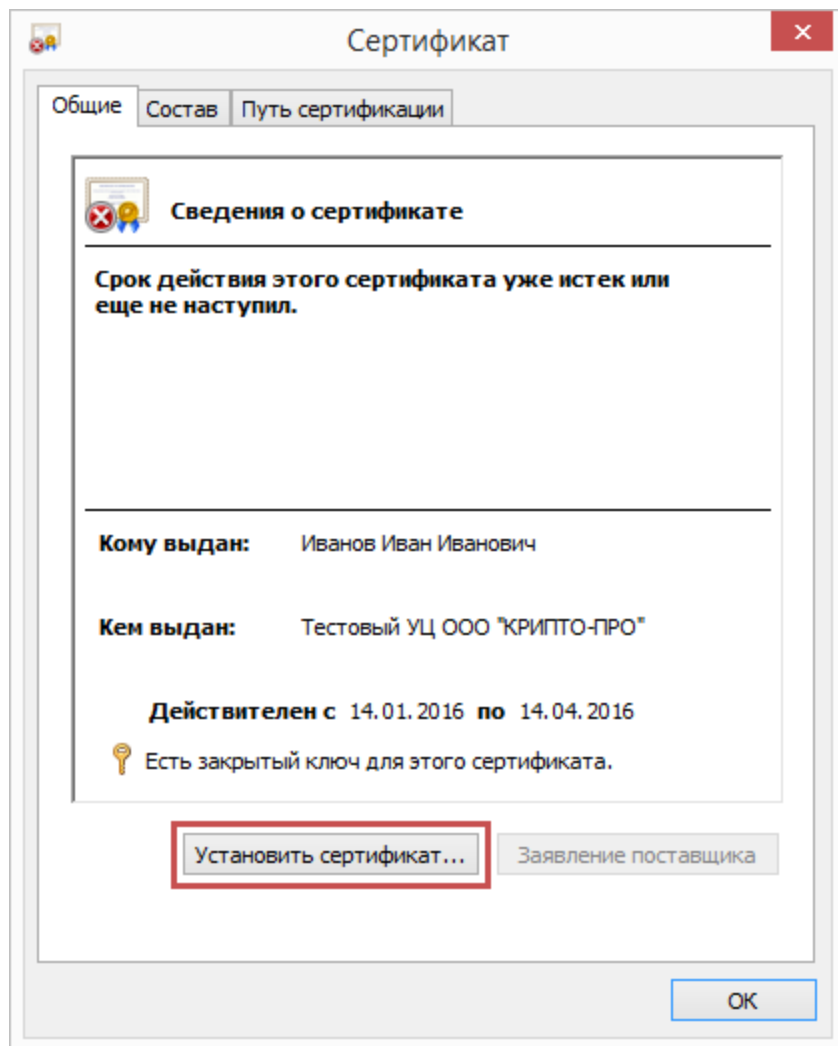 Сертификат
Общие Состав Путь сертификации
Сведения о сертификате
Срок действия этого сертификата уже истек или
еще не наступил.
Кому выдан: Иванов Иван Иванович
Кем выдан: Тестовый УЦ ООО "КРИПТО-ПРО"
Действителен с 14.01.2016 по 14.04.2016
Есть закрытый ключ для этого сертификата.
Установить сертификат... Заявление поставщика
ОК